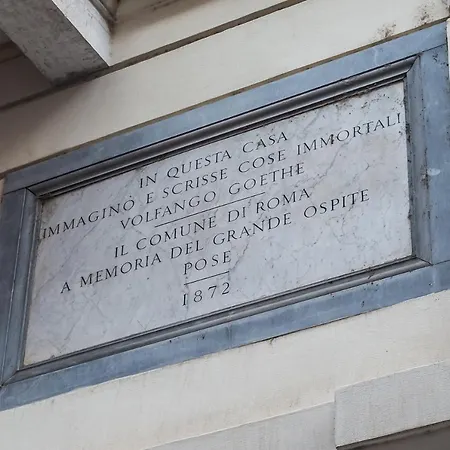 IN QUESTA CASA
IMMAGINÒ E SCRISSE COSE IMMORTALI
VOLFANGO GOETHE
IL COMUNE DI ROMA
A MEMORIA DEL GRANDE OSPITE
POSE
1872